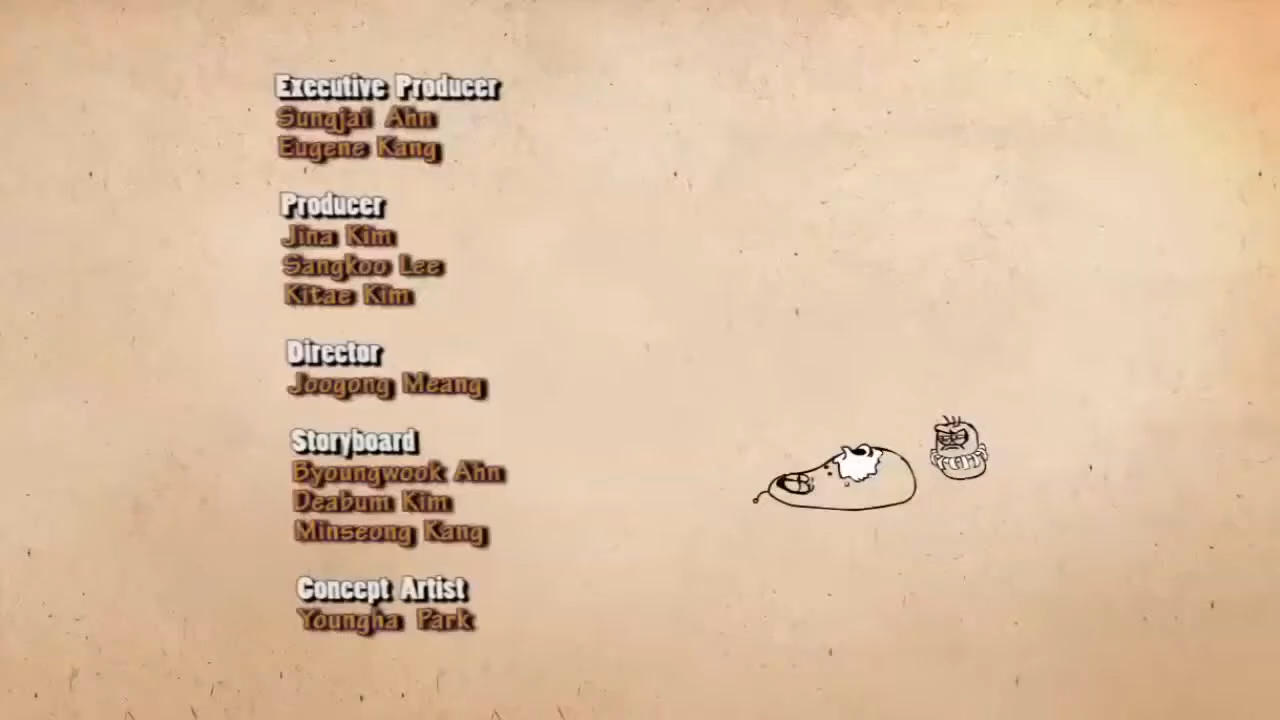 Executive Producer
Sungjai Ahn
Eugene Kang
Producer
Jina Kim
Sangkoo Lee
Kitae Kim
Director
Joogong Meang
Storyboard
Byoungwook Ahn
Deabum Kim
Minseong Kang
Concept Artist
Youngha Park